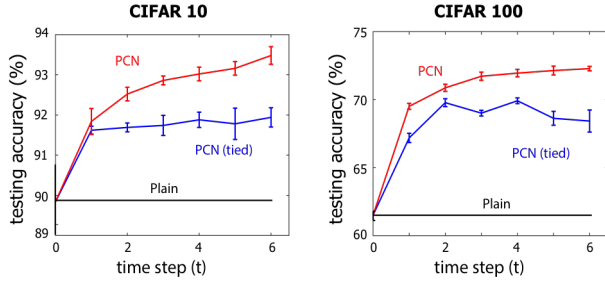 CIFAR 10
testing accuracy (%)
94
93
92
91
90
89
PCN
PCN (tied)
Plain
0 2 4 6
time step (t)
CIFAR 100
testing accuracy (%)
75
70
65
60
PCN
PCN (tied)
Plain
0 2 4 6
time step (t)